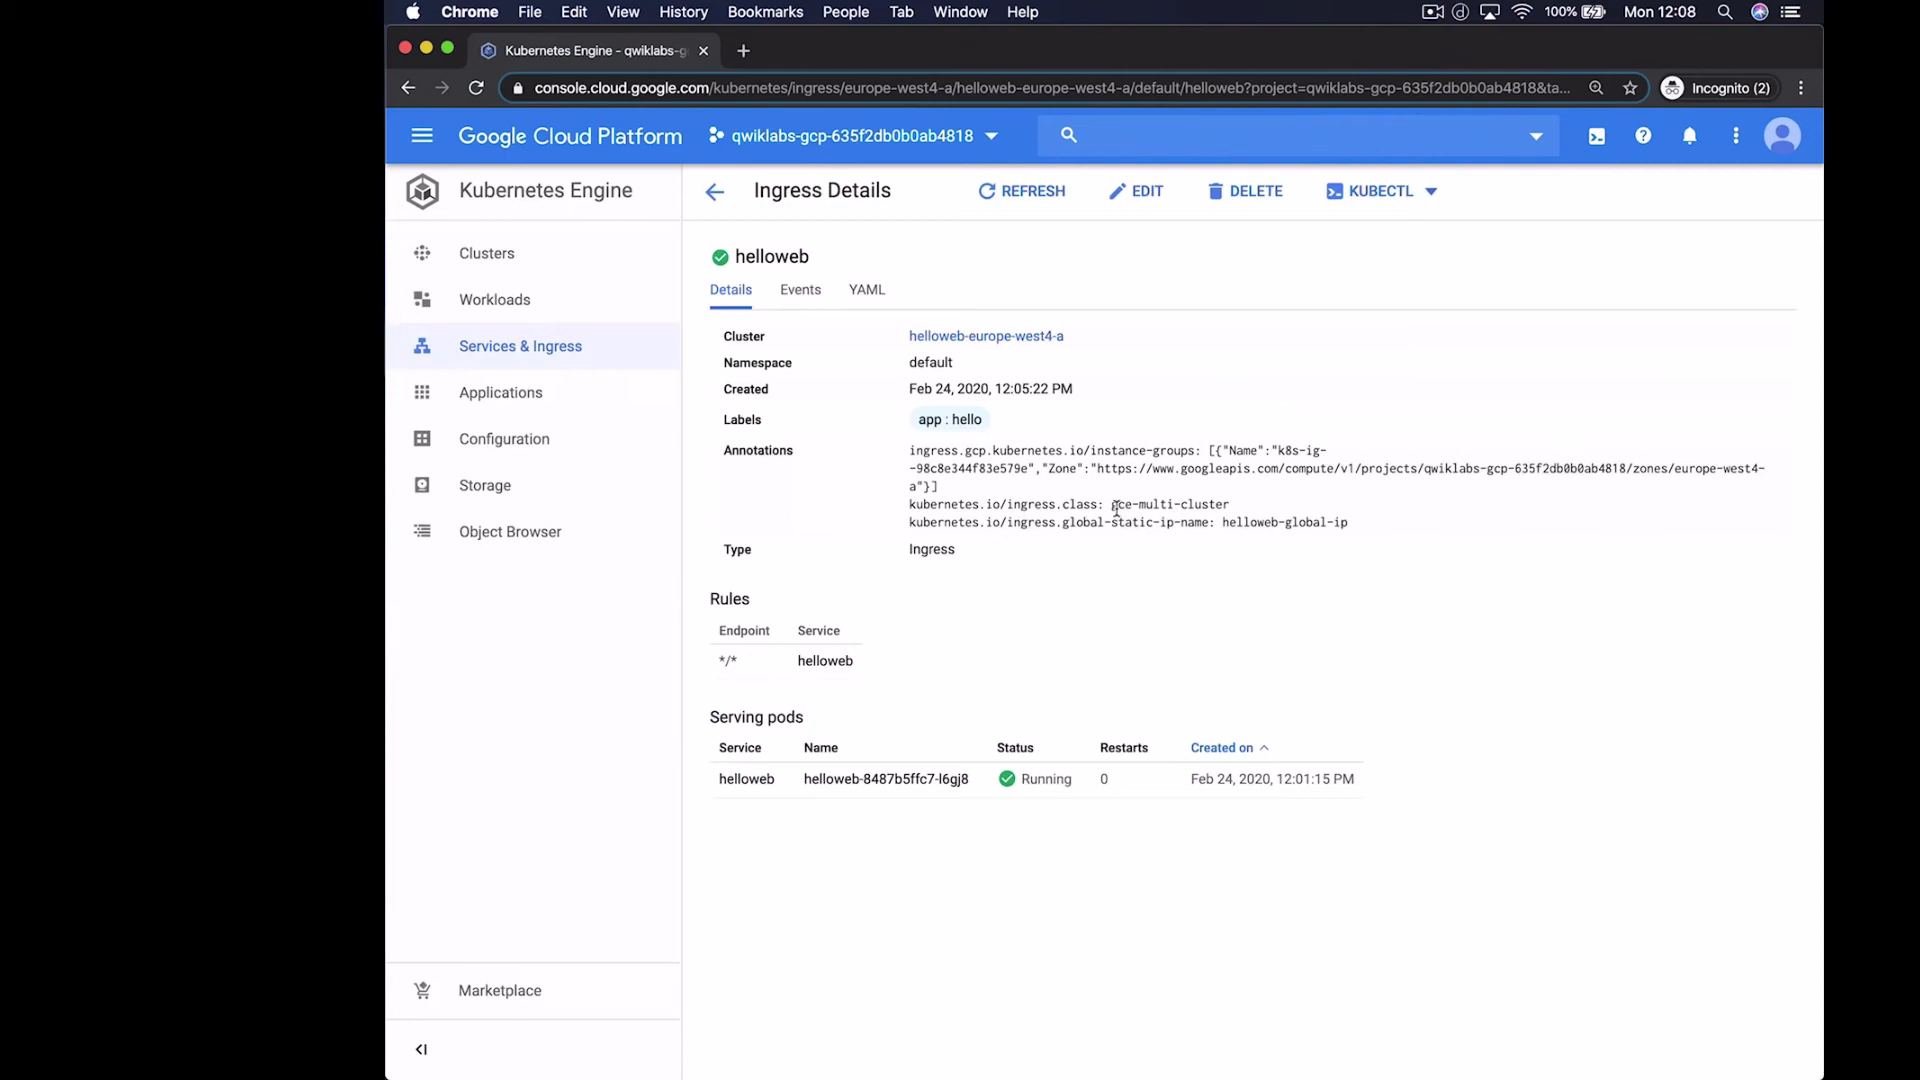 Chrome File Edit View History Bookmarks People Tab Window Help 100% Mon 12:08
Kubernetes Engine - qwiklabs-g
console.cloud.google.com/kubernetes/ingress/europe-west4-a/helloweb-europe-west4-a/default/helloweb?project=qwiklabs-gcp-635f2db0b0ab4818&ta... Incognito (2)
Google Cloud Platform qwiklabs-gcp-635f2db0b0ab4818
Kubernetes Engine
Ingress Details REFRESH EDIT DELETE KUBECTL
Clusters
Workloads
Services & Ingress
Applications
Configuration
Storage
Object Browser
Marketplace
helloweb
Details Events YAML
Cluster helloweb-europe-west4-a
Namespace default
Created Feb 24, 2020, 12:05:22 PM
Labels app : hello
Annotations ingress.gcp.kubernetes.io/instance-groups: [{"Name":"k8s-ig-
-98c8e344f83e579e","Zone":"https://www.googleapis.com/compute/v1/projects/qwiklabs-gcp-635f2db0b0ab4818/zones/europe-west4-
a"}]
kubernetes.io/ingress.class: gce-multi-cluster
kubernetes.io/ingress.global-static-ip-name: helloweb-global-ip
Type Ingress
Rules
Endpoint Service
*/* helloweb
Serving pods
Service Name Status Restarts Created on
helloweb helloweb-8487b5ffc7-l6gj8 Running 0 Feb 24, 2020, 12:01:15 PM